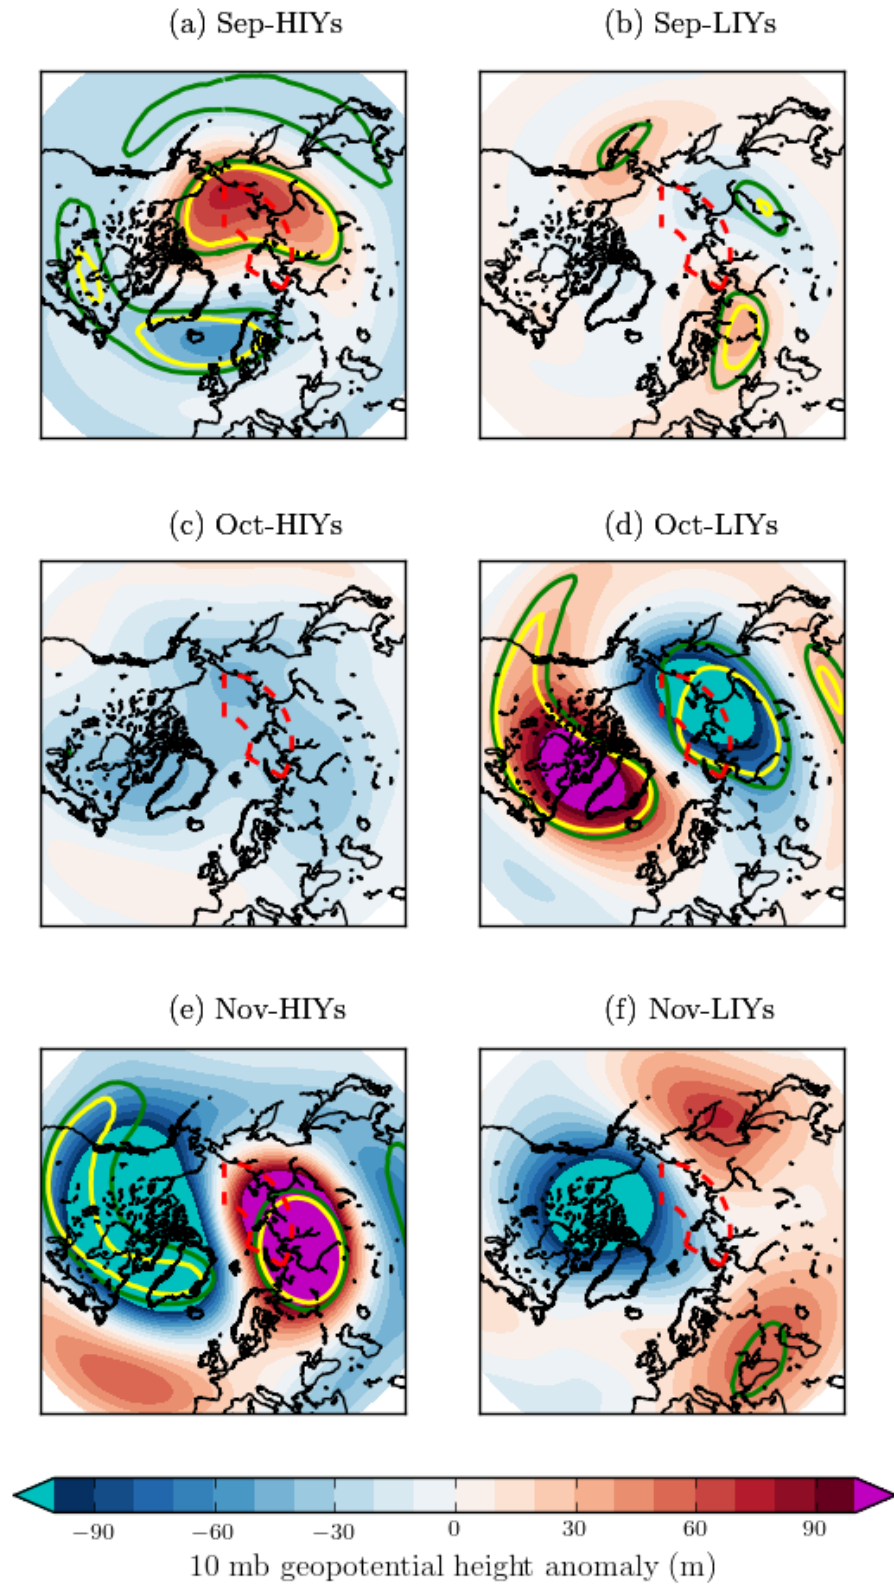 (a) Sep-HIYs
(b) Sep-LIYs
(c) Oct-HIYs
(d) Oct-LIYs
(e) Nov-HIYs
(f) Nov-LIYs
−90 −60 −30 0 30 60 90
10 mb geopotential height anomaly (m)